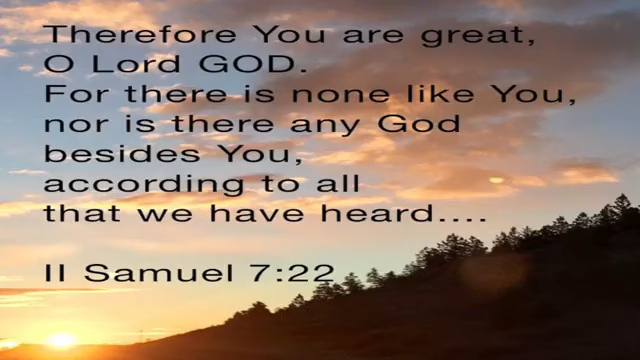 Therefore You are great,
O Lord GOD.
For there is none like You,
nor is there any God
besides You,
according to all
that we have heard....
II Samuel 7:22